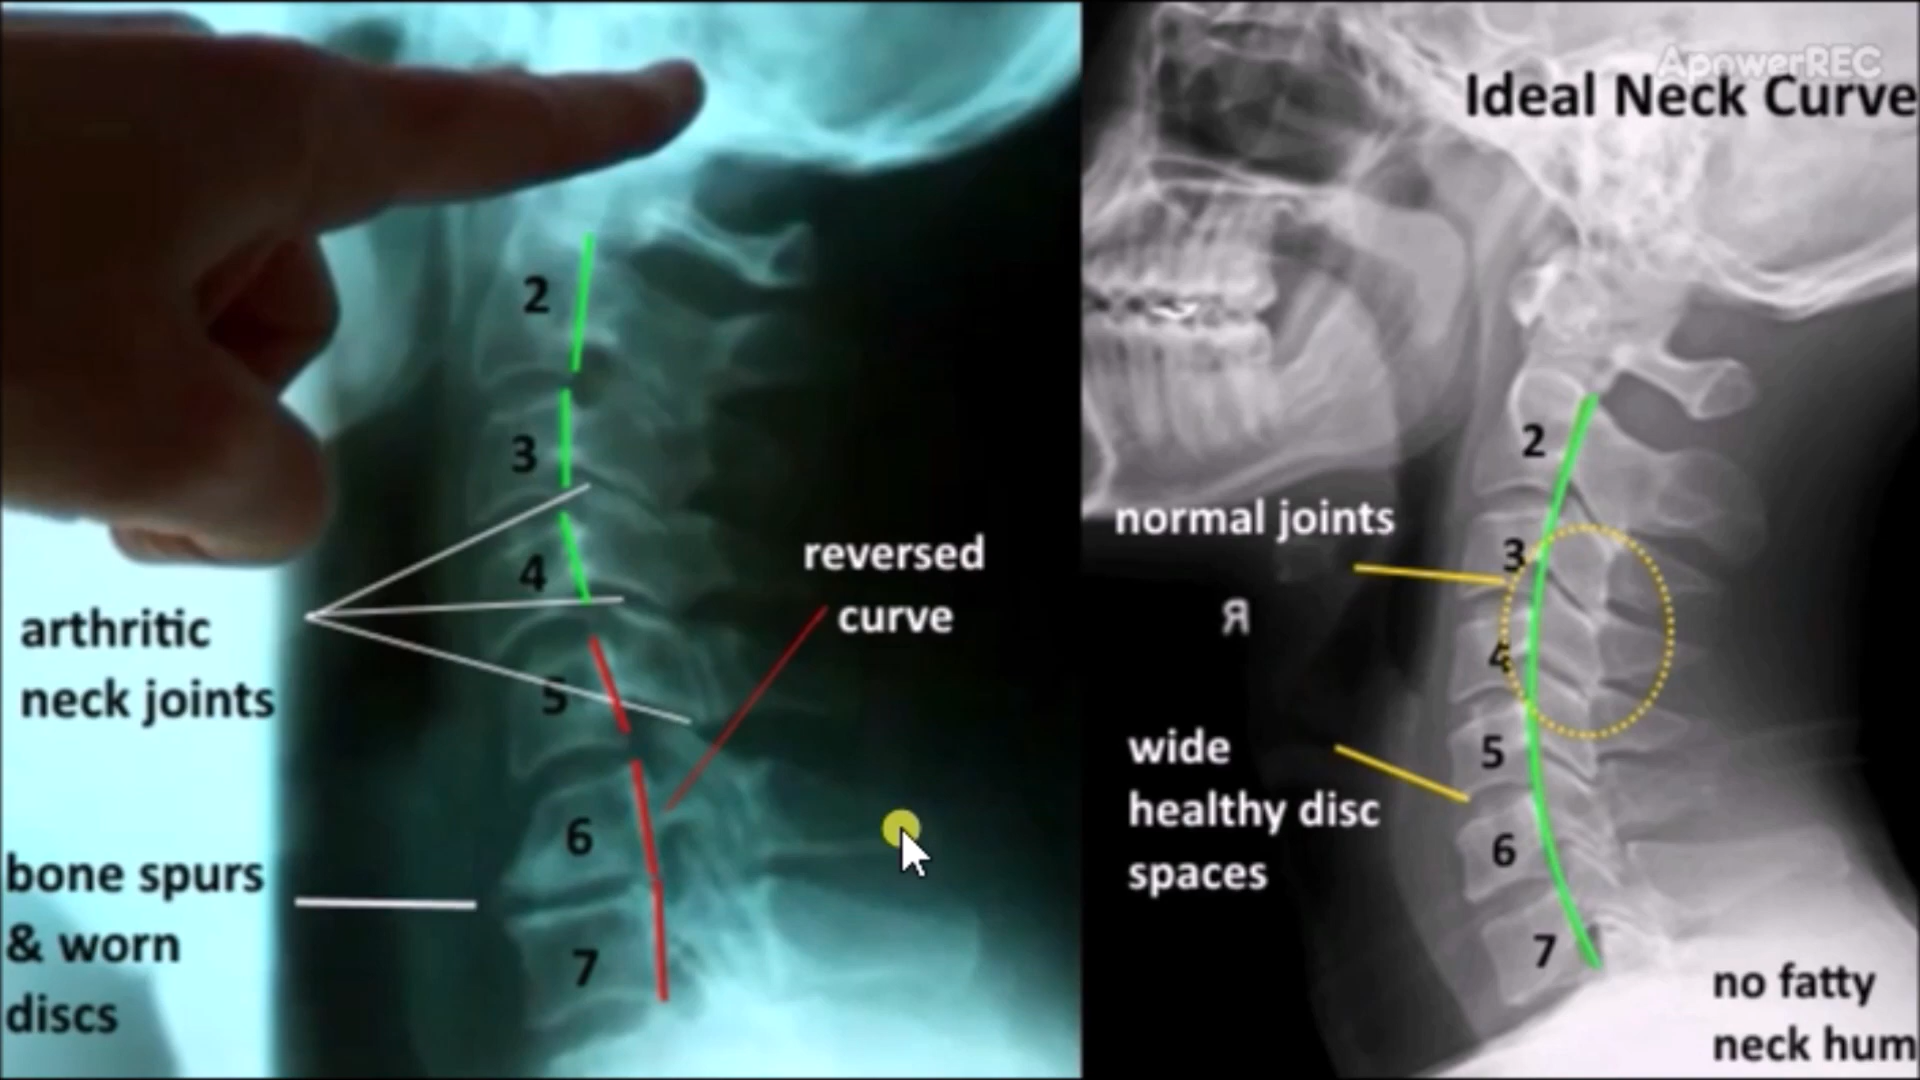 ApowerREC
Ideal Neck Curve
2
3
4
5
6
7
arthritic
neck joints
reversed
curve
bone spurs
& worn
discs
normal joints
R
wide
healthy disc
spaces
2
3
4
5
6
7
no fatty
neck hum